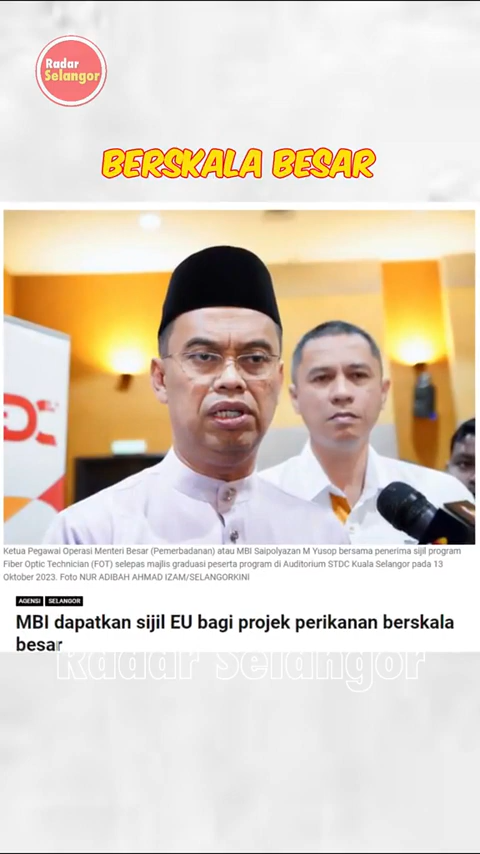 Radar
Selangor
BERSKALA BESAR
Ketua Pegawai Operasi Menteri Besar (Pemerbadanan) atau MBI Saipolyazan M Yusop bersama penerima sijil program
Fiber Optic Technician (FOT) selepas majlis graduasi peserta program di Auditorium STDC Kuala Selangor pada 13
Oktober 2023. Foto NUR ADIBAH AHMAD IZAM/SELANGORKINI
AGENSI SELANGOR
MBI dapatkan sijil EU bagi projek perikanan berskala
besar
Radar Selangor